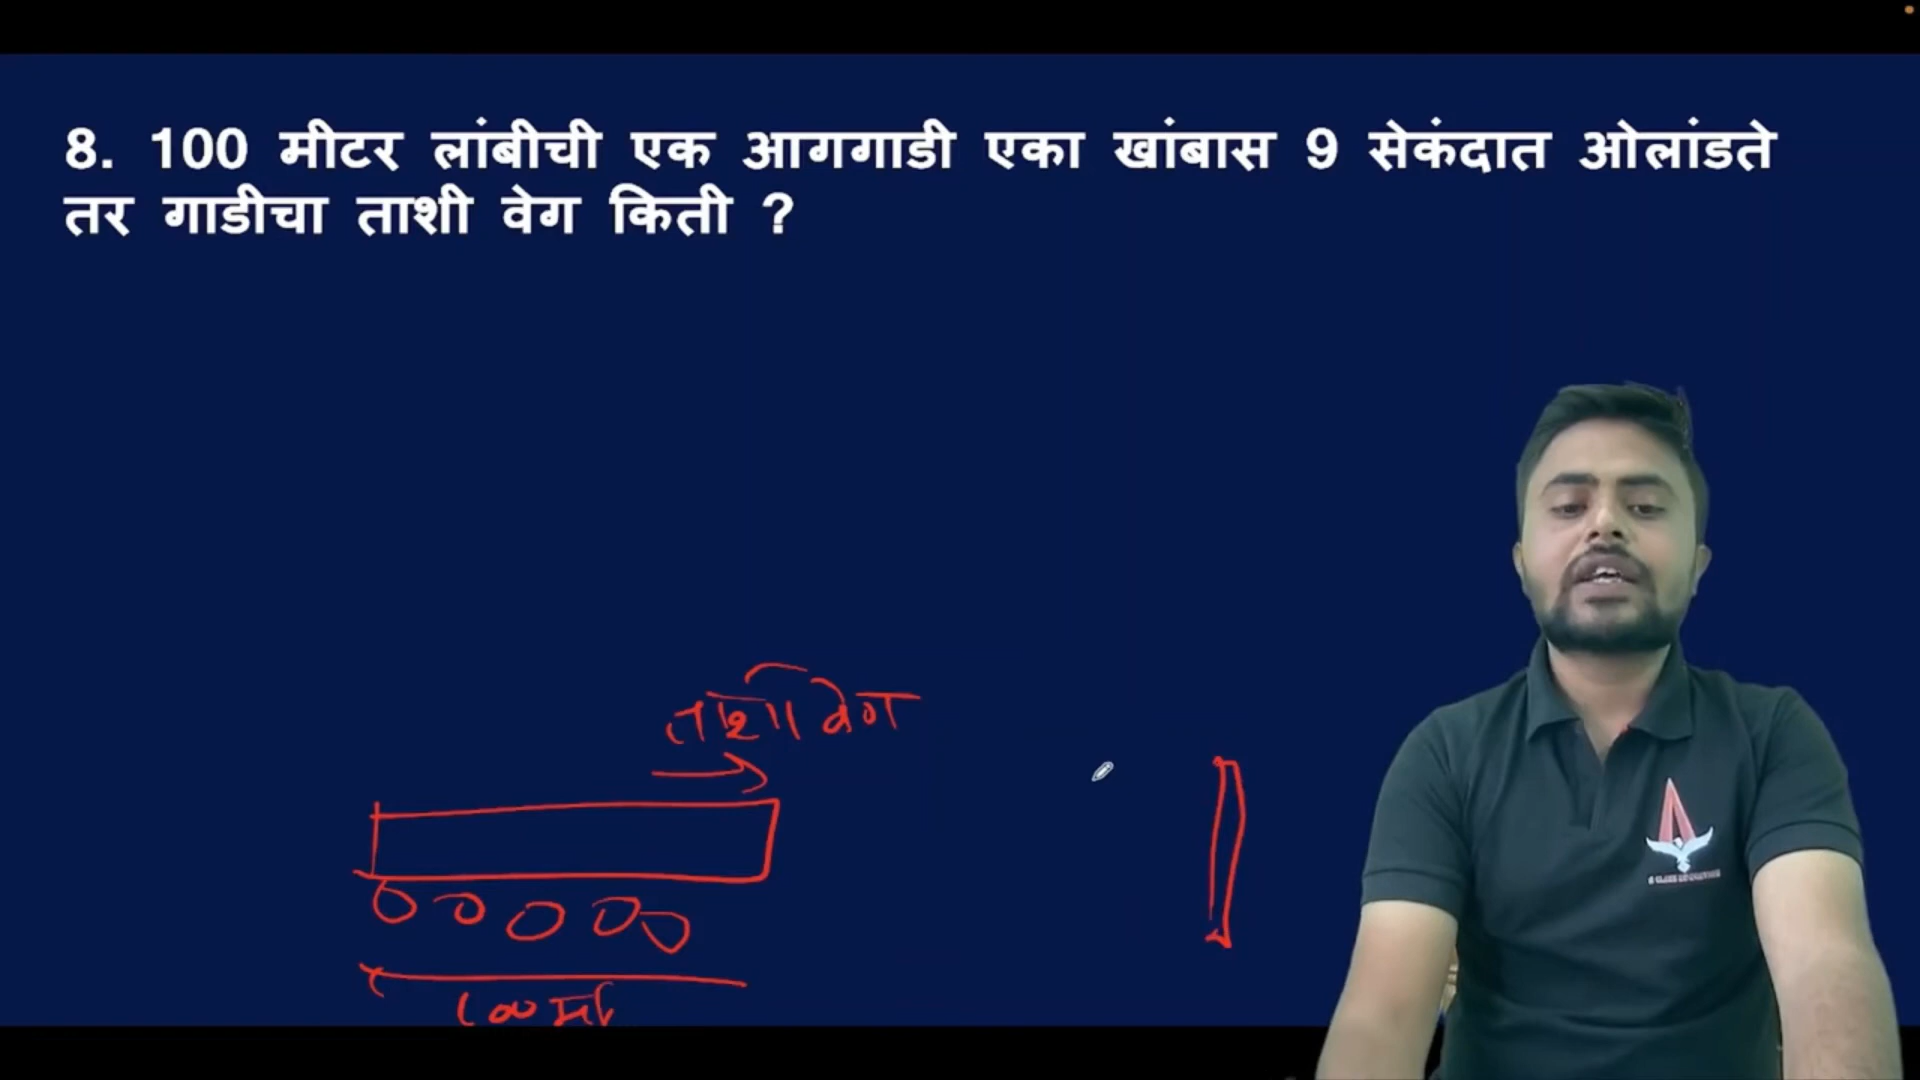 8. 100 मीटर लांबीची एक आगगाडी एका खांबास 9 सेकंदात ओलांडते
तर गाडीचा ताशी वेग किती ?
ताशी वेग
100 मी